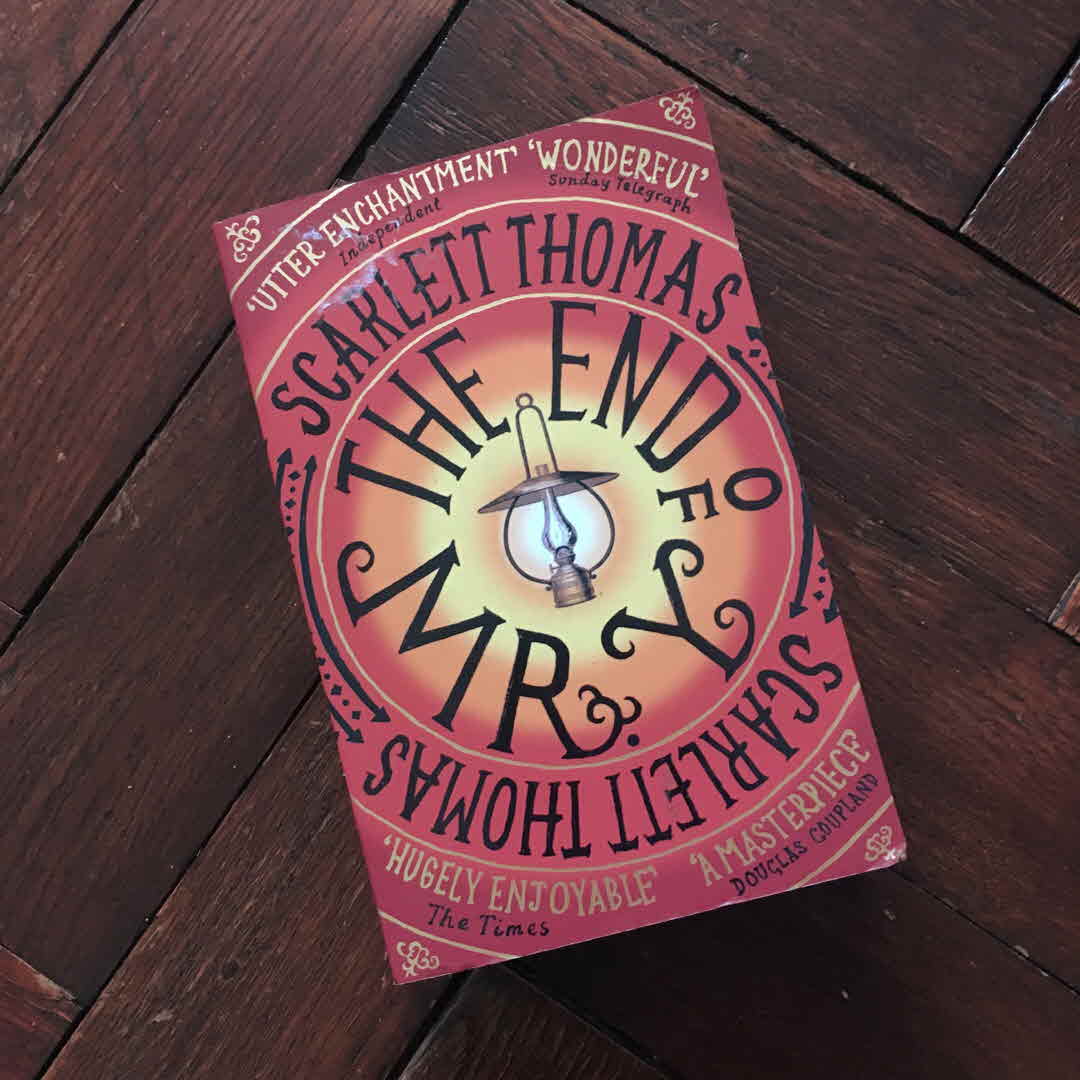 'UTTER ENCHANTMENT'
Independent
'WONDERFUL'
Sunday Telegraph
SCARLETT THOMAS
THE END OF
MR. Y
SCARLETT THOMAS
'HUGELY ENJOYABLE'
The Times
'A MASTERPIECE'
DOUGLAS COUPLAND